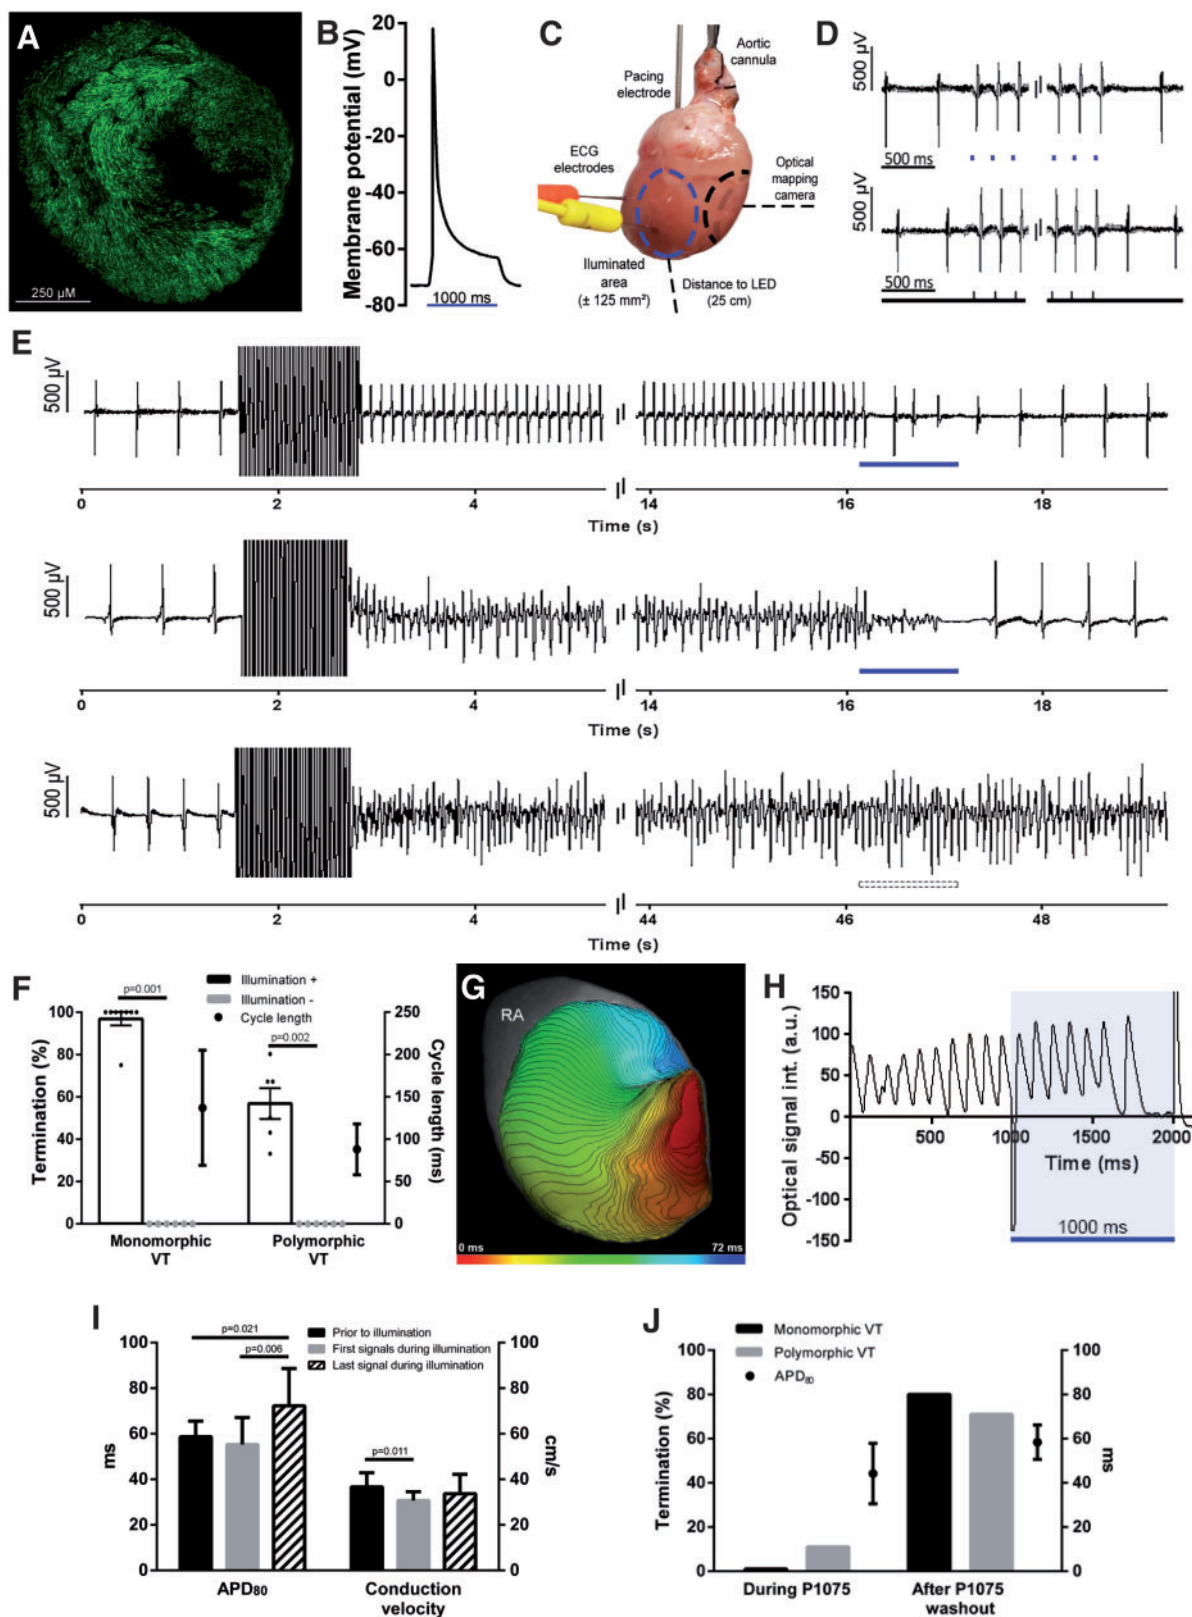 A
250 µM
B
Membrane potential (mV)
20
0
-20
-40
-60
-80
1000 ms
C
Aortic
cannula
Pacing
electrode
ECG
electrodes
Optical
mapping
camera
Illuminated
area
(± 125 mm²)
Distance to LED
(25 cm)
D
500 µV
500 ms
500 µV
500 ms
E
500 µV
0 2 4 14 16 18
Time (s) Time (s)
500 µV
0 2 4 14 16 18
Time (s) Time (s)
500 µV
0 2 4 44 46 48
Time (s) Time (s)
F
Illumination +
Illumination -
Cycle length
p=0.001
p=0.002
Termination (%)
100
80
60
40
20
0
Cycle length (ms)
250
200
150
100
50
0
Monomorphic
VT
Polymorphic
VT
G
RA
0 ms 72 ms
H
Optical signal int. (a.u.)
150
100
50
0
-50
-100
-150
500 1000 1500 2000
Time (ms)
1000 ms
I
Prior to illumination
First signals during illumination
Last signal during illumination
p=0.021
p=0.006
p=0.011
ms
100
80
60
40
20
0
cm/s
100
80
60
40
20
0
APD80
Conduction
velocity
J
Monomorphic VT
Polymorphic VT
APD80
Termination (%)
100
80
60
40
20
0
ms
100
80
60
40
20
0
During P1075
After P1075
washout